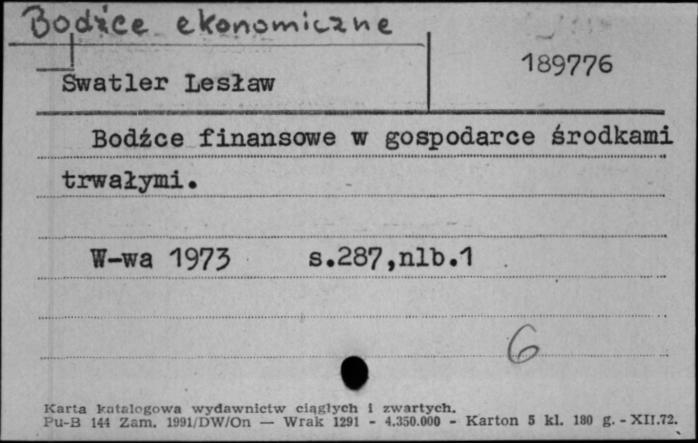 Bodźce ekonomiczne
189776
Swatler Lesław
Bodźce finansowe w gospodarce środkami
trwałymi.
W-wa 1973 s.287,nlb.1
6
Karta katalogowa wydawnictw ciągłych i zwartych.
Pu-B 144 Zam. 1991/DW/On — Wrak 1291 - 4.350.000 - Karton 5 kl. 180 g. - XII.72.